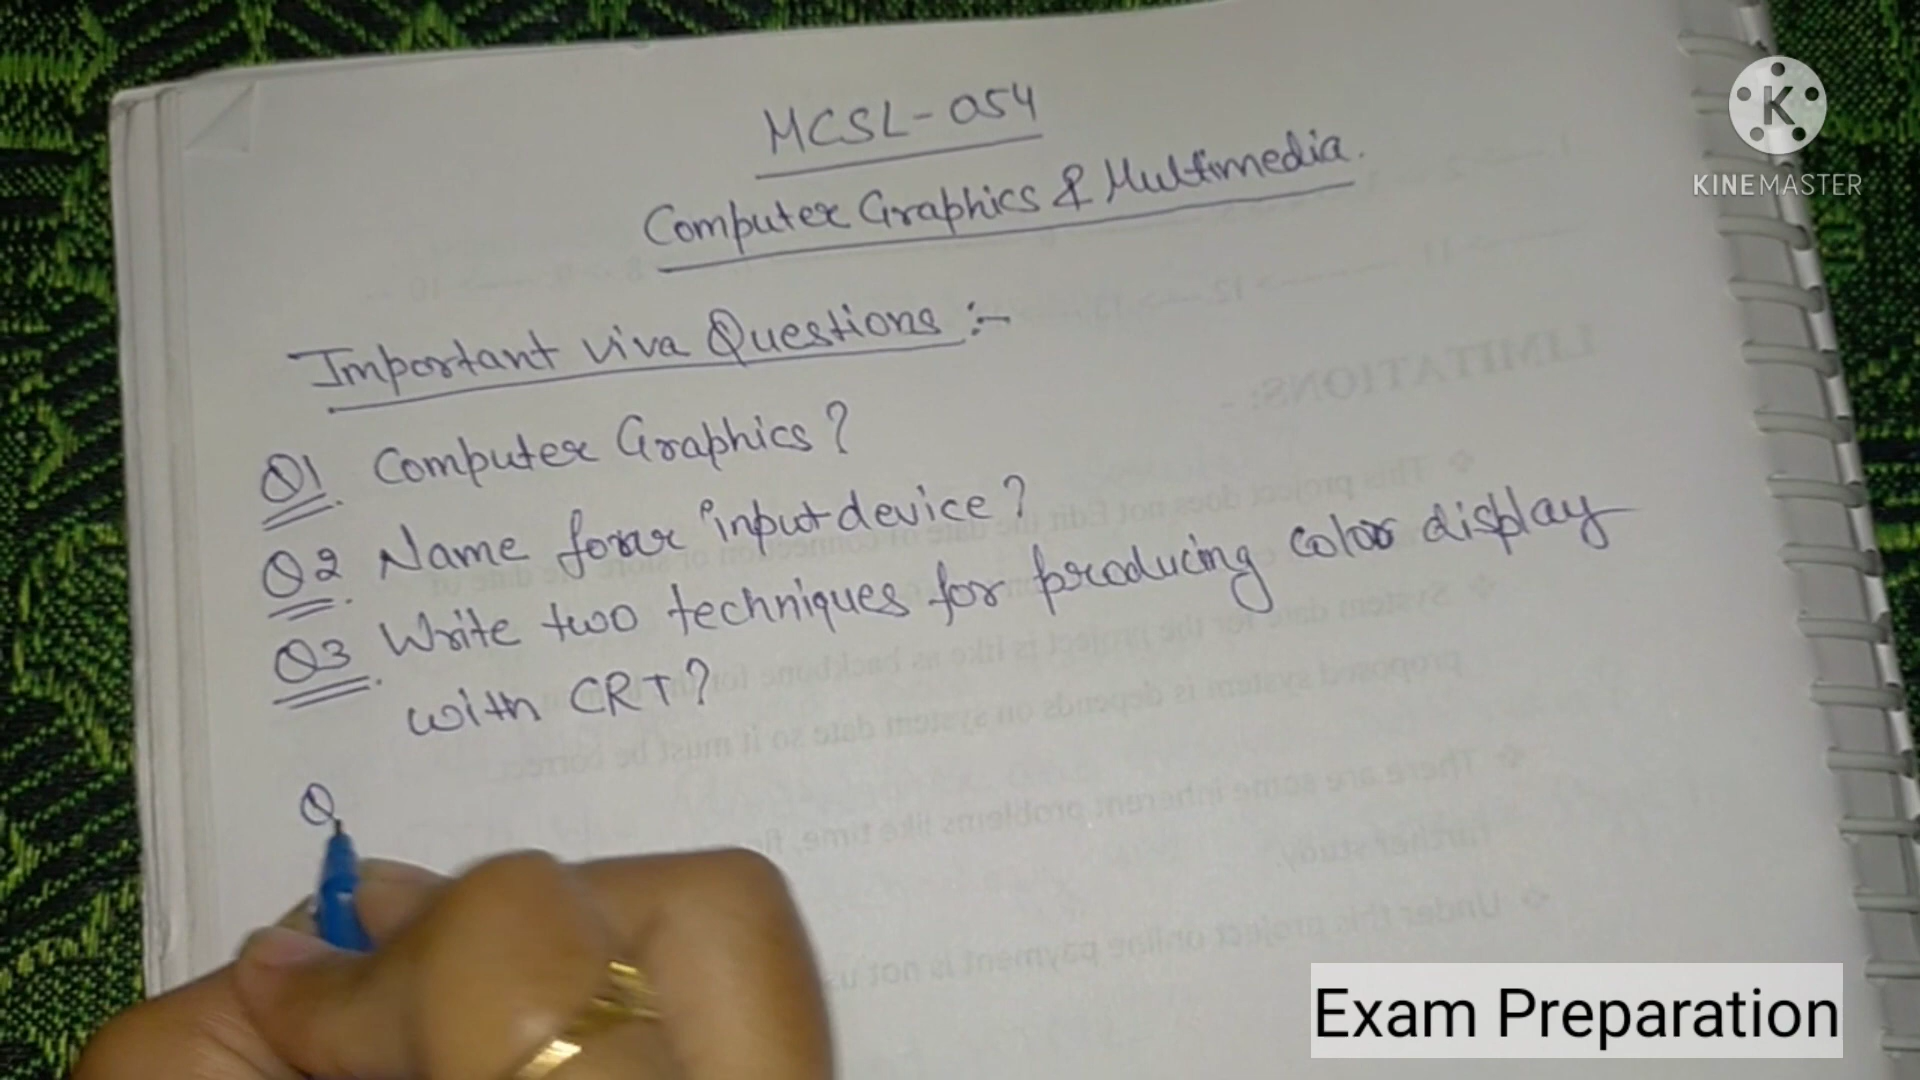 MCSL-054
Computer Graphics & Multimedia.
Important Viva Questions :-
Q1. Computer Graphics?
Q2. Name four input device?
Q3. Write two techniques for producing color display
with CRT?
Q
K
KINEMASTER
LIMITATIONS: -
Exam Preparation